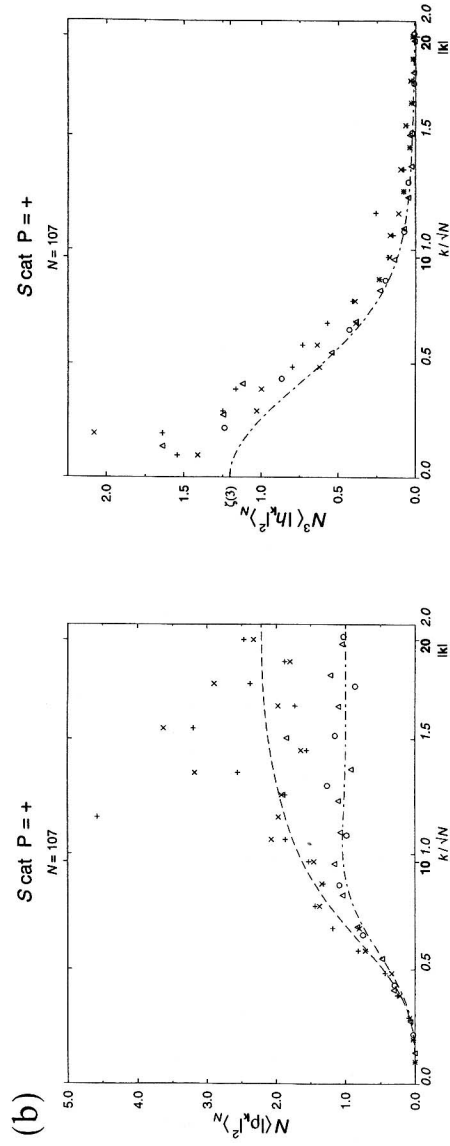 (b)
S cat P = +
N = 107
5.0
4.0
3.0
2.0
1.0
0.0
N⟨|ρₖ|²⟩_N
0.0
0.5
1.0
1.5
2.0
10
20
k / √N
|k|
S cat P = +
N = 107
2.0
1.5
ζ(3)
1.0
0.5
0.0
N³⟨|hₖ|²⟩_N
0.0
0.5
1.0
1.5
2.0
10
20
k / √N
|k|